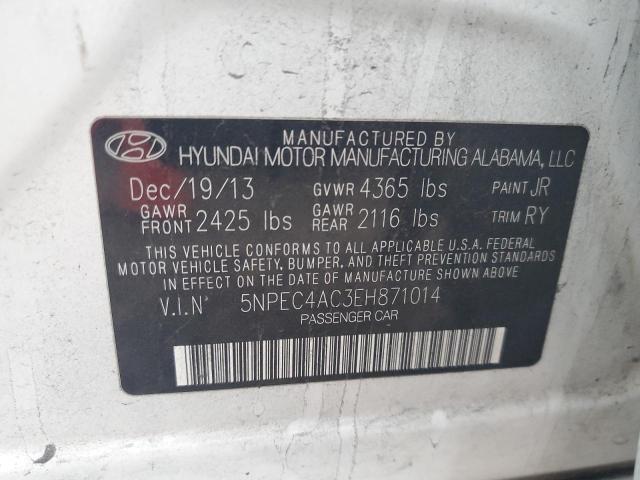 MANUFACTURED BY
HYUNDAI MOTOR MANUFACTURING ALABAMA, LLC
Dec/19/13 GVWR 4365 lbs PAINT JR
GAWR FRONT 2425 lbs GAWR REAR 2116 lbs TRIM RY
THIS VEHICLE CONFORMS TO ALL APPLICABLE U.S.A. FEDERAL
MOTOR VEHICLE SAFETY, BUMPER, AND THEFT PREVENTION STANDARDS
IN EFFECT ON THE DATE OF MANUFACTURE SHOWN ABOVE.
V.I.N 5NPEC4AC3EH871014
PASSENGER CAR